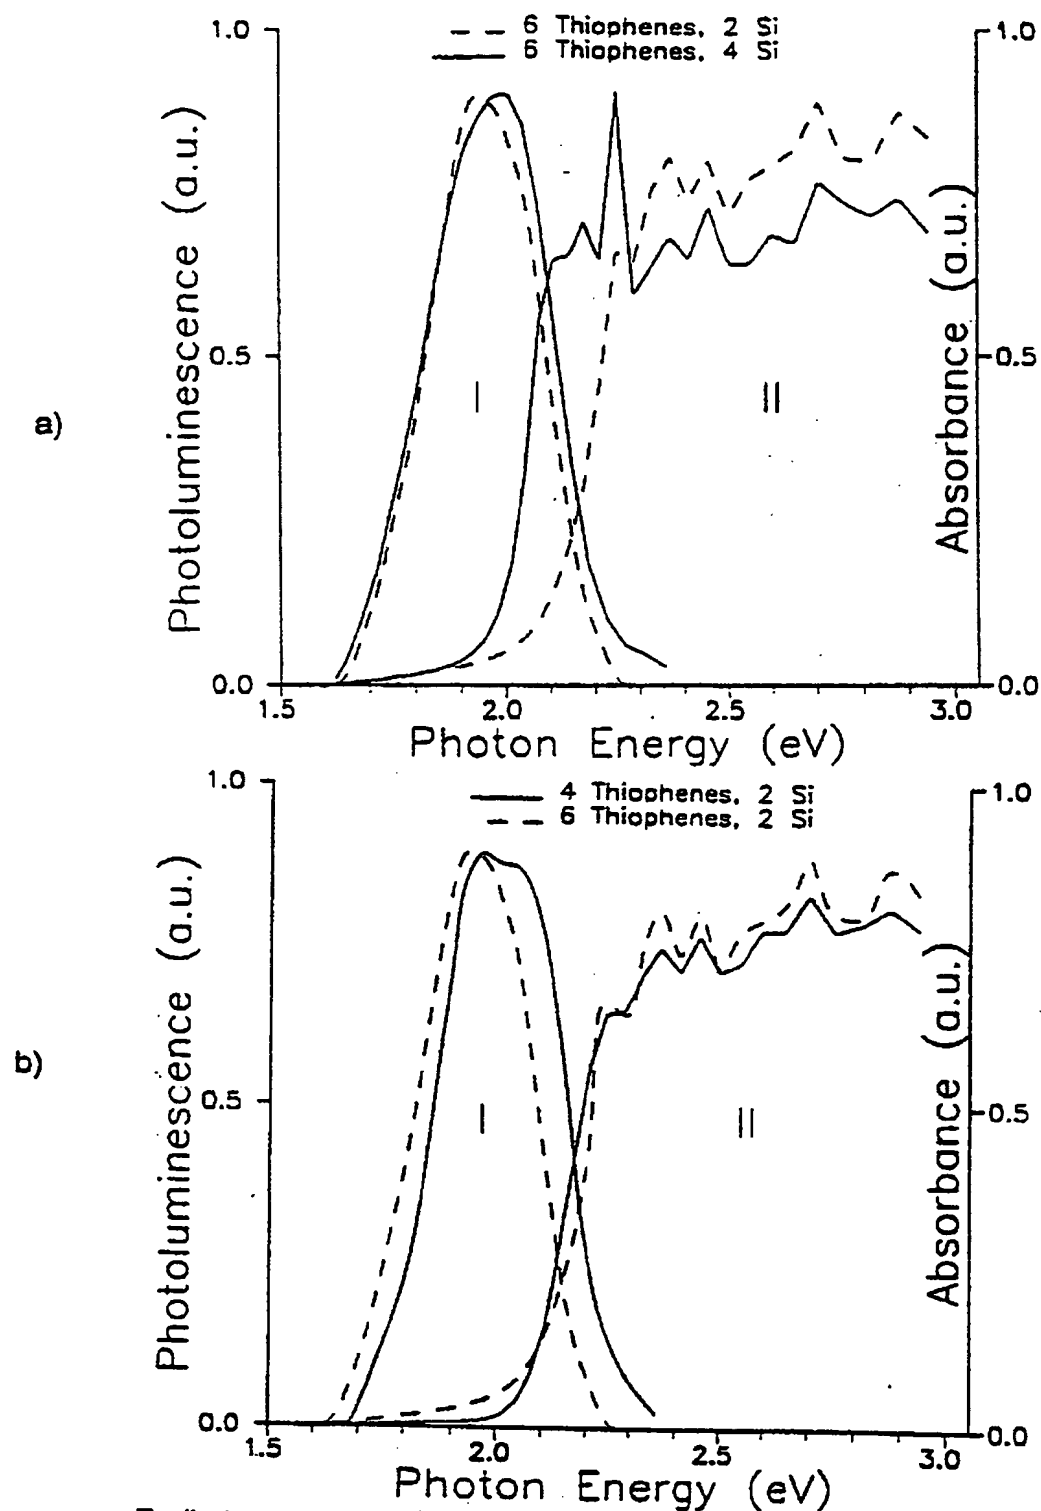 6 Thiophenes, 2 Si
6 Thiophenes, 4 Si
1.0
1.0
Photoluminescence (a.u.)
Absorbance (a.u.)
0.5
0.5
a)
I
II
0.0
0.0
1.5
2.0
2.5
3.0
Photon Energy (eV)
1.0
1.0
4 Thiophenes, 2 Si
6 Thiophenes, 2 Si
Photoluminescence (a.u.)
Absorbance (a.u.)
b)
0.5
0.5
I
II
0.0
0.0
1.5
2.0
2.5
3.0
Photon Energy (eV)